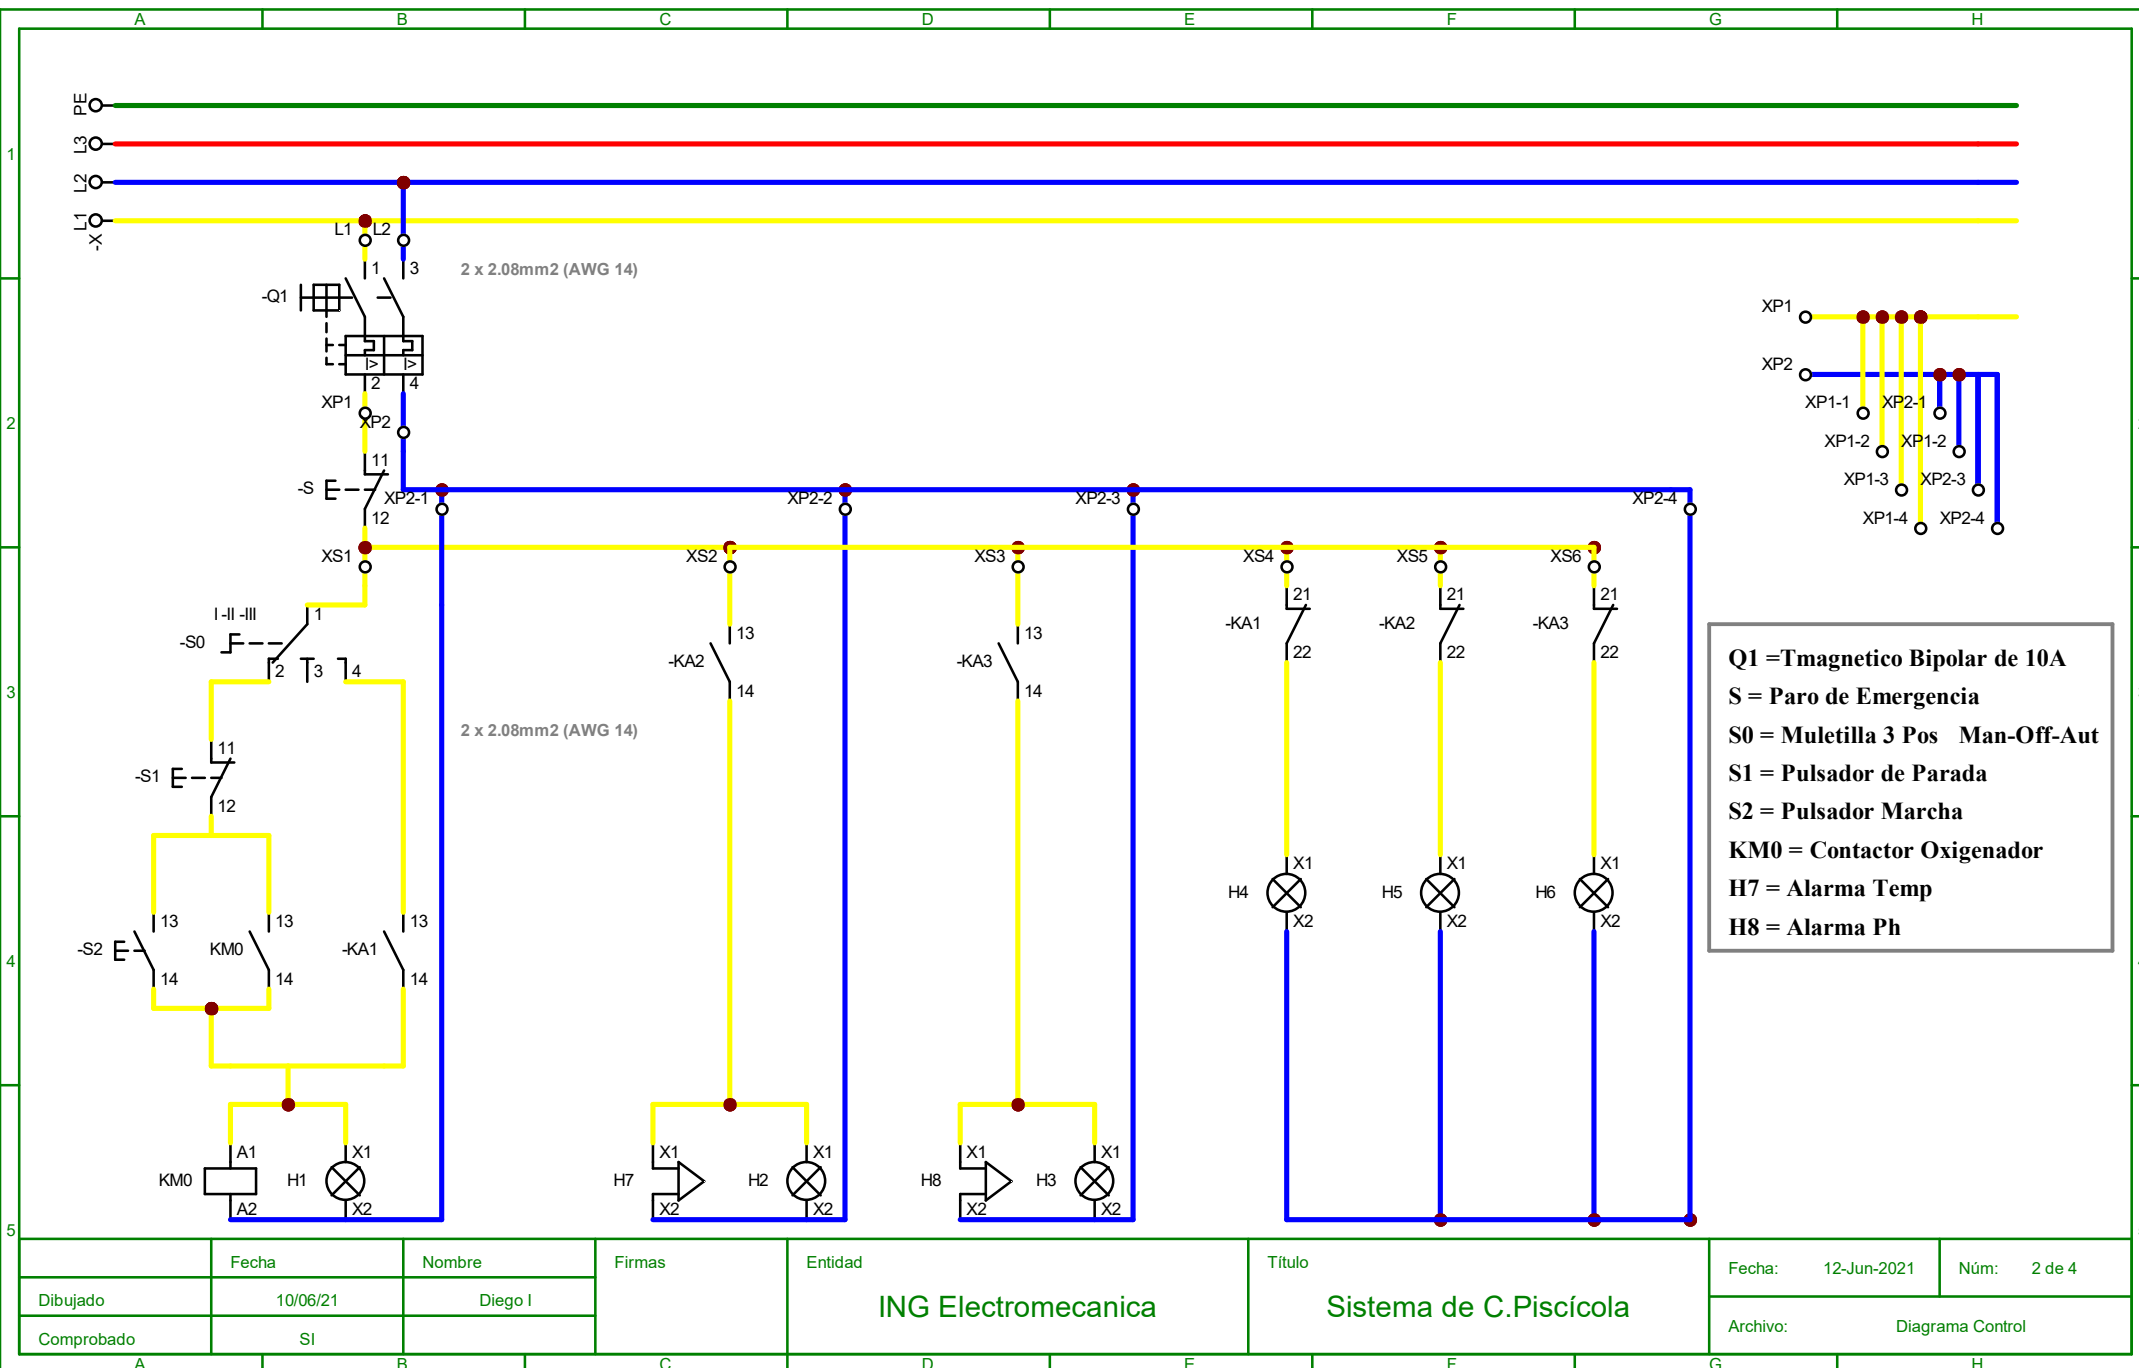 A B C D E F G H
PE
L3
1
L2
L1
-X
L1 L2
1 3
2 x 2.08mm2 (AWG 14)
-Q1
I> I>
2 4
XP1
XP2
XP1
XP2
XP1-1 XP2-1
XP1-2 XP1-2
XP1-3 XP2-3
XP1-4 XP2-4
2
11
-S
12
XP2-1 XP2-2 XP2-3 XP2-4
XS1 XS2 XS3 XS4 XS5 XS6
I -II -III 1
-S0
2 3 4
13
-KA2
14
13
-KA3
14
21
-KA1
22
21
-KA2
22
21
-KA3
22
3
2 x 2.08mm2 (AWG 14)
Q1 =Tmagnetico Bipolar de 10A
S = Paro de Emergencia
S0 = Muletilla 3 Pos Man-Off-Aut
S1 = Pulsador de Parada
S2 = Pulsador Marcha
KM0 = Contactor Oxigenador
H7 = Alarma Temp
H8 = Alarma Ph
11
-S1
12
13 13 13
-S2 KM0 -KA1
14 14 14
4
X1 X1 X1
H4 H5 H6
X2 X2 X2
A1 X1 X1 X1 X1 X1
KM0 H1 H7 H2 H8 H3
A2 X2 X2 X2 X2 X2
5
Fecha Nombre Firmas Entidad Título
Dibujado 10/06/21 Diego I
Comprobado SI
ING Electromecanica
Sistema de C.Piscícola
Fecha: 12-Jun-2021 Núm: 2 de 4
Archivo: Diagrama Control
A B C D E F G H